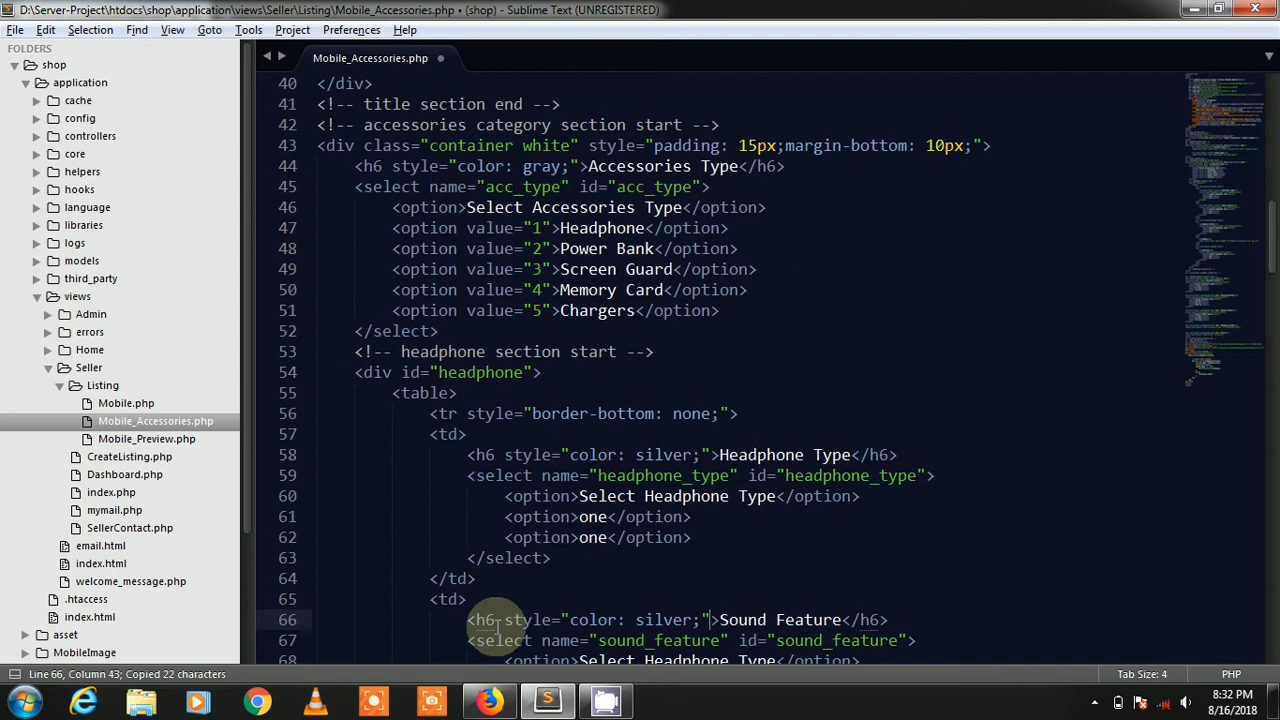 D:\Server-Project\htdocs\shop\application\views\Seller\Listing\Mobile_Accessories.php • (shop) - Sublime Text (UNREGISTERED)
File Edit Selection Find View Goto Tools Project Preferences Help
FOLDERS
shop
application
cache
config
controllers
core
helpers
hooks
language
libraries
logs
models
third_party
views
Admin
errors
Home
Seller
Listing
Mobile.php
Mobile_Accessories.php
Mobile_Preview.php
CreateListing.php
Dashboard.php
index.php
mymail.php
SellerContact.php
email.html
index.html
welcome_message.php
.htaccess
index.html
asset
MobileImage
Mobile_Accessories.php
40 </div>
41 <!-- title section end -->
42 <!-- accessories category section start -->
43 <div class="container white" style="padding: 15px;margin-bottom: 10px;">
44 <h6 style="color: gray;">Accessories Type</h6>
45 <select name="acc_type" id="acc_type">
46 <option>Select Accessories Type</option>
47 <option value="1">Headphone</option>
48 <option value="2">Power Bank</option>
49 <option value="3">Screen Guard</option>
50 <option value="4">Memory Card</option>
51 <option value="5">Chargers</option>
52 </select>
53 <!-- headphone section start -->
54 <div id="headphone">
55 <table>
56 <tr style="border-bottom: none;">
57 <td>
58 <h6 style="color: silver;">Headphone Type</h6>
59 <select name="headphone_type" id="headphone_type">
60 <option>Select Headphone Type</option>
61 <option>one</option>
62 <option>one</option>
63 </select>
64 </td>
65 <td>
66 <h6 style="color: silver;">Sound Feature</h6>
67 <select name="sound_feature" id="sound_feature">
68 <option>Select Headphone Type</option>
Line 66, Column 43; Copied 22 characters
Tab Size: 4
PHP
8:32 PM
8/16/2018